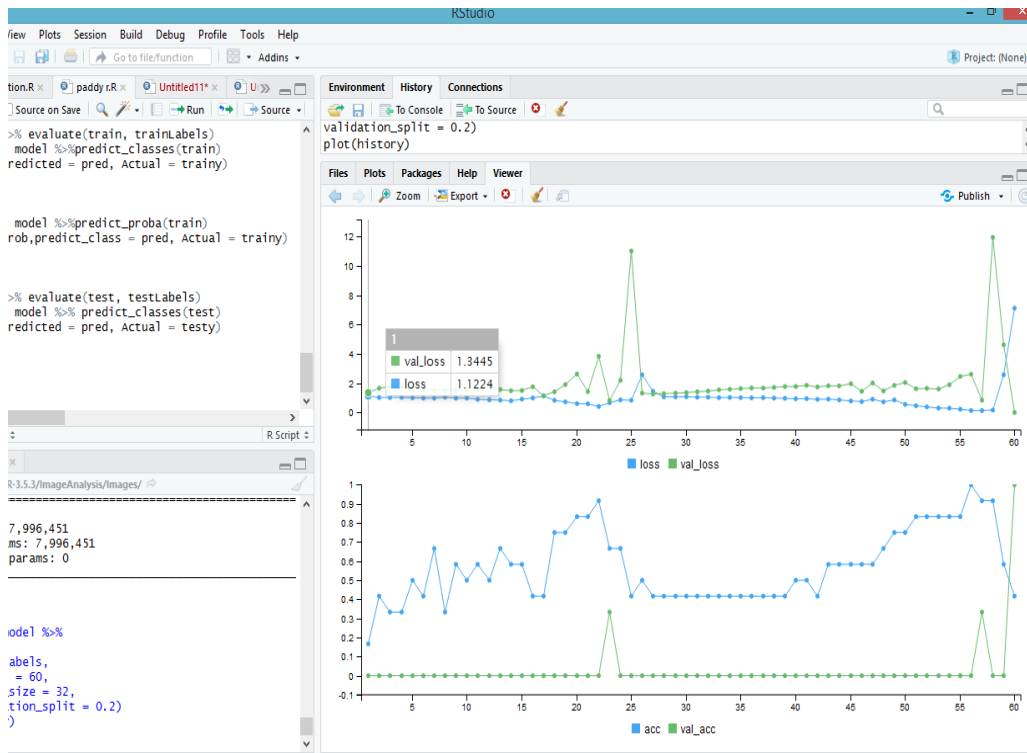 RStudio
View Plots Session Build Debug Profile Tools Help
Go to file/function
Addins
Project: (None)
tion.R
paddy r.R
Untitled11*
U
Source on Save
Run
Source
>% evaluate(train, trainLabels)
model %>%predict_classes(train)
redicted = pred, Actual = trainy)
model %>%predict_proba(train)
rob,predict_class = pred, Actual = trainy)
>% evaluate(test, testLabels)
model %>% predict_classes(test)
redicted = pred, Actual = testy)
R Script
R-3.5.3/ImageAnalysis/Images/
7,996,451
ms: 7,996,451
params: 0
odel %>%
abels,
= 60,
size = 32,
tion_split = 0.2)
)
Environment History Connections
To Console To Source
validation_split = 0.2)
plot(history)
Files Plots Packages Help Viewer
Zoom Export
Publish
12
10
8
6
4
2
0
1
val_loss 1.3445
loss 1.1224
5 10 15 20 25 30 35 40 45 50 55 60
loss val_loss
1
0.9
0.8
0.7
0.6
0.5
0.4
0.3
0.2
0.1
0
-0.1
5 10 15 20 25 30 35 40 45 50 55 60
acc val_acc